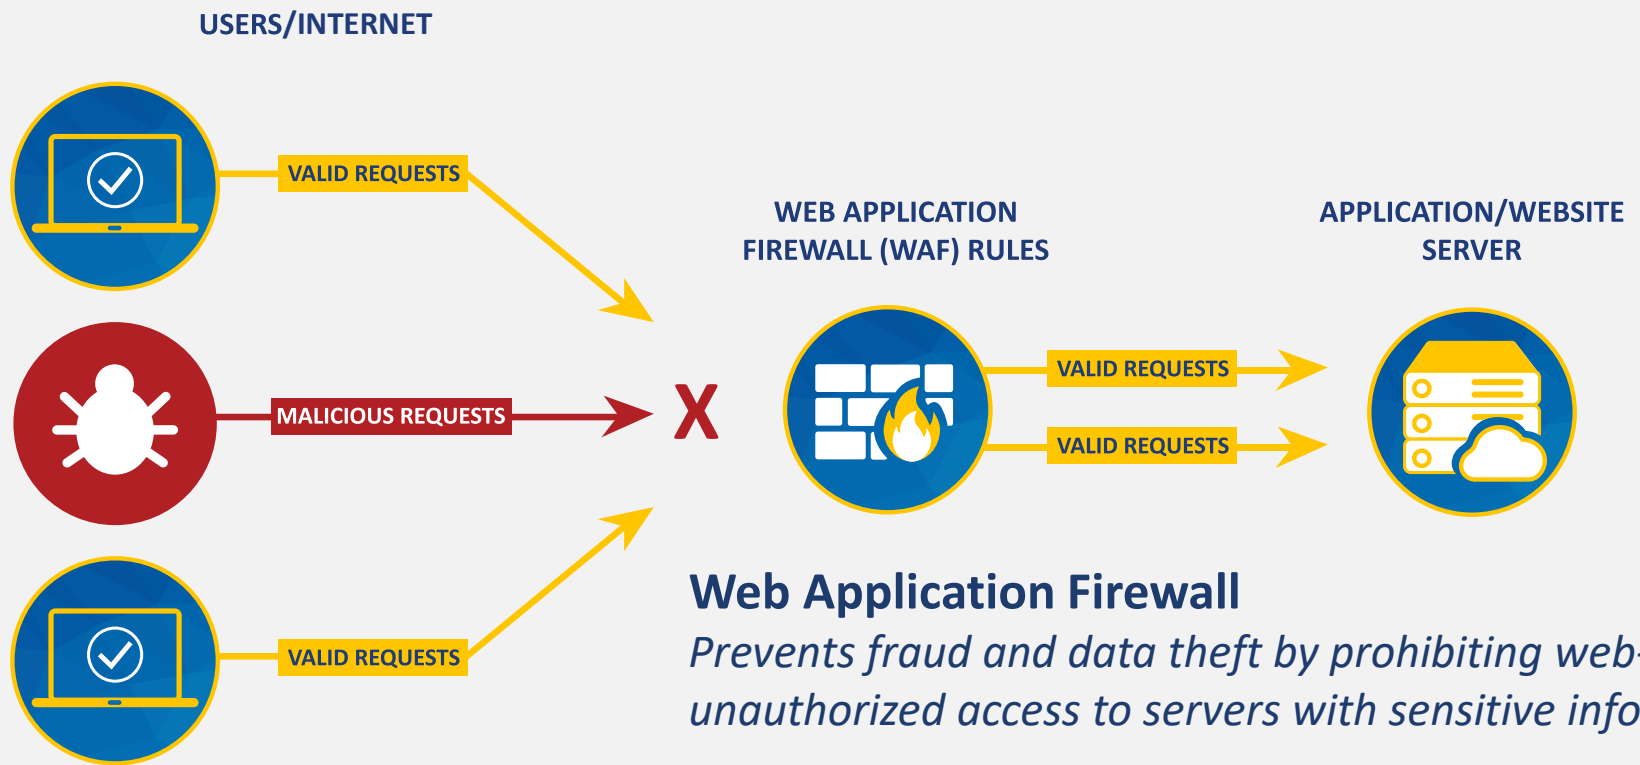 USERS/INTERNET
VALID REQUESTS
WEB APPLICATION
FIREWALL (WAF) RULES
APPLICATION/WEBSITE
SERVER
VALID REQUESTS
MALICIOUS REQUESTS
X
VALID REQUESTS
VALID REQUESTS
Web Application Firewall
Prevents fraud and data theft by prohibiting web-
unauthorized access to servers with sensitive info